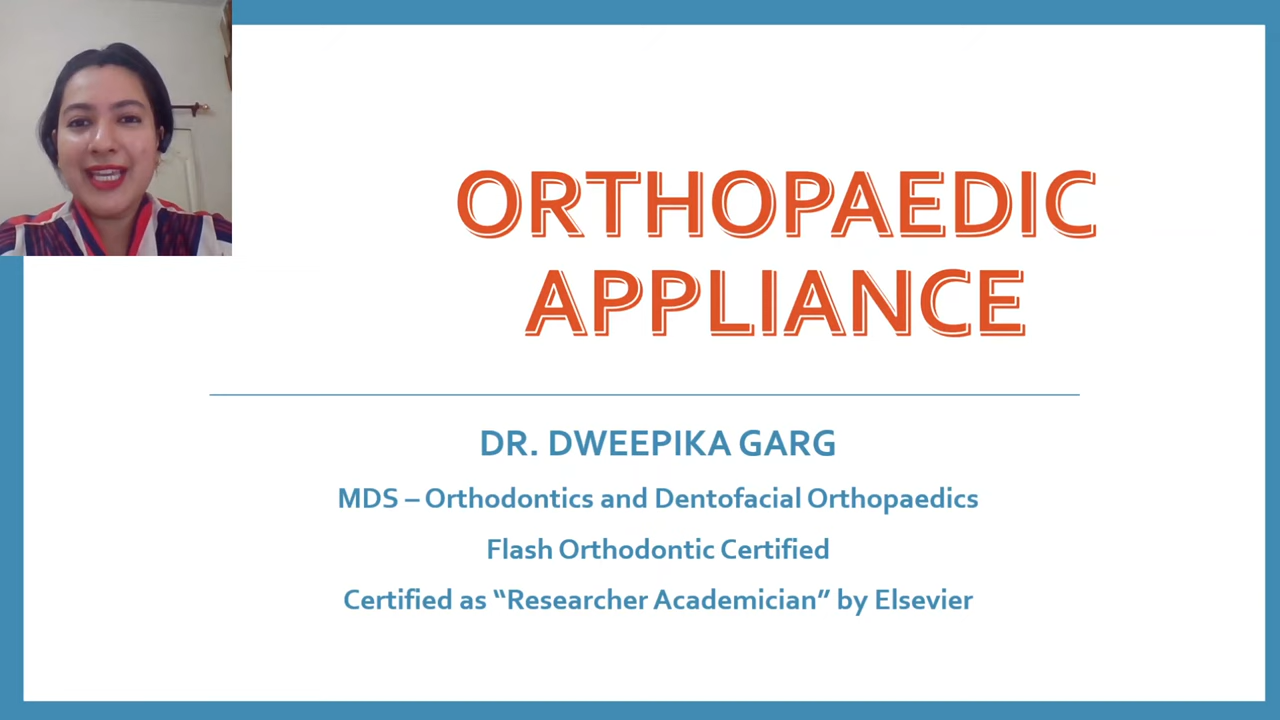 ORTHOPAEDIC
APPLIANCE
DR. DWEEPIKA GARG
MDS – Orthodontics and Dentofacial Orthopaedics
Flash Orthodontic Certified
Certified as “Researcher Academician” by Elsevier